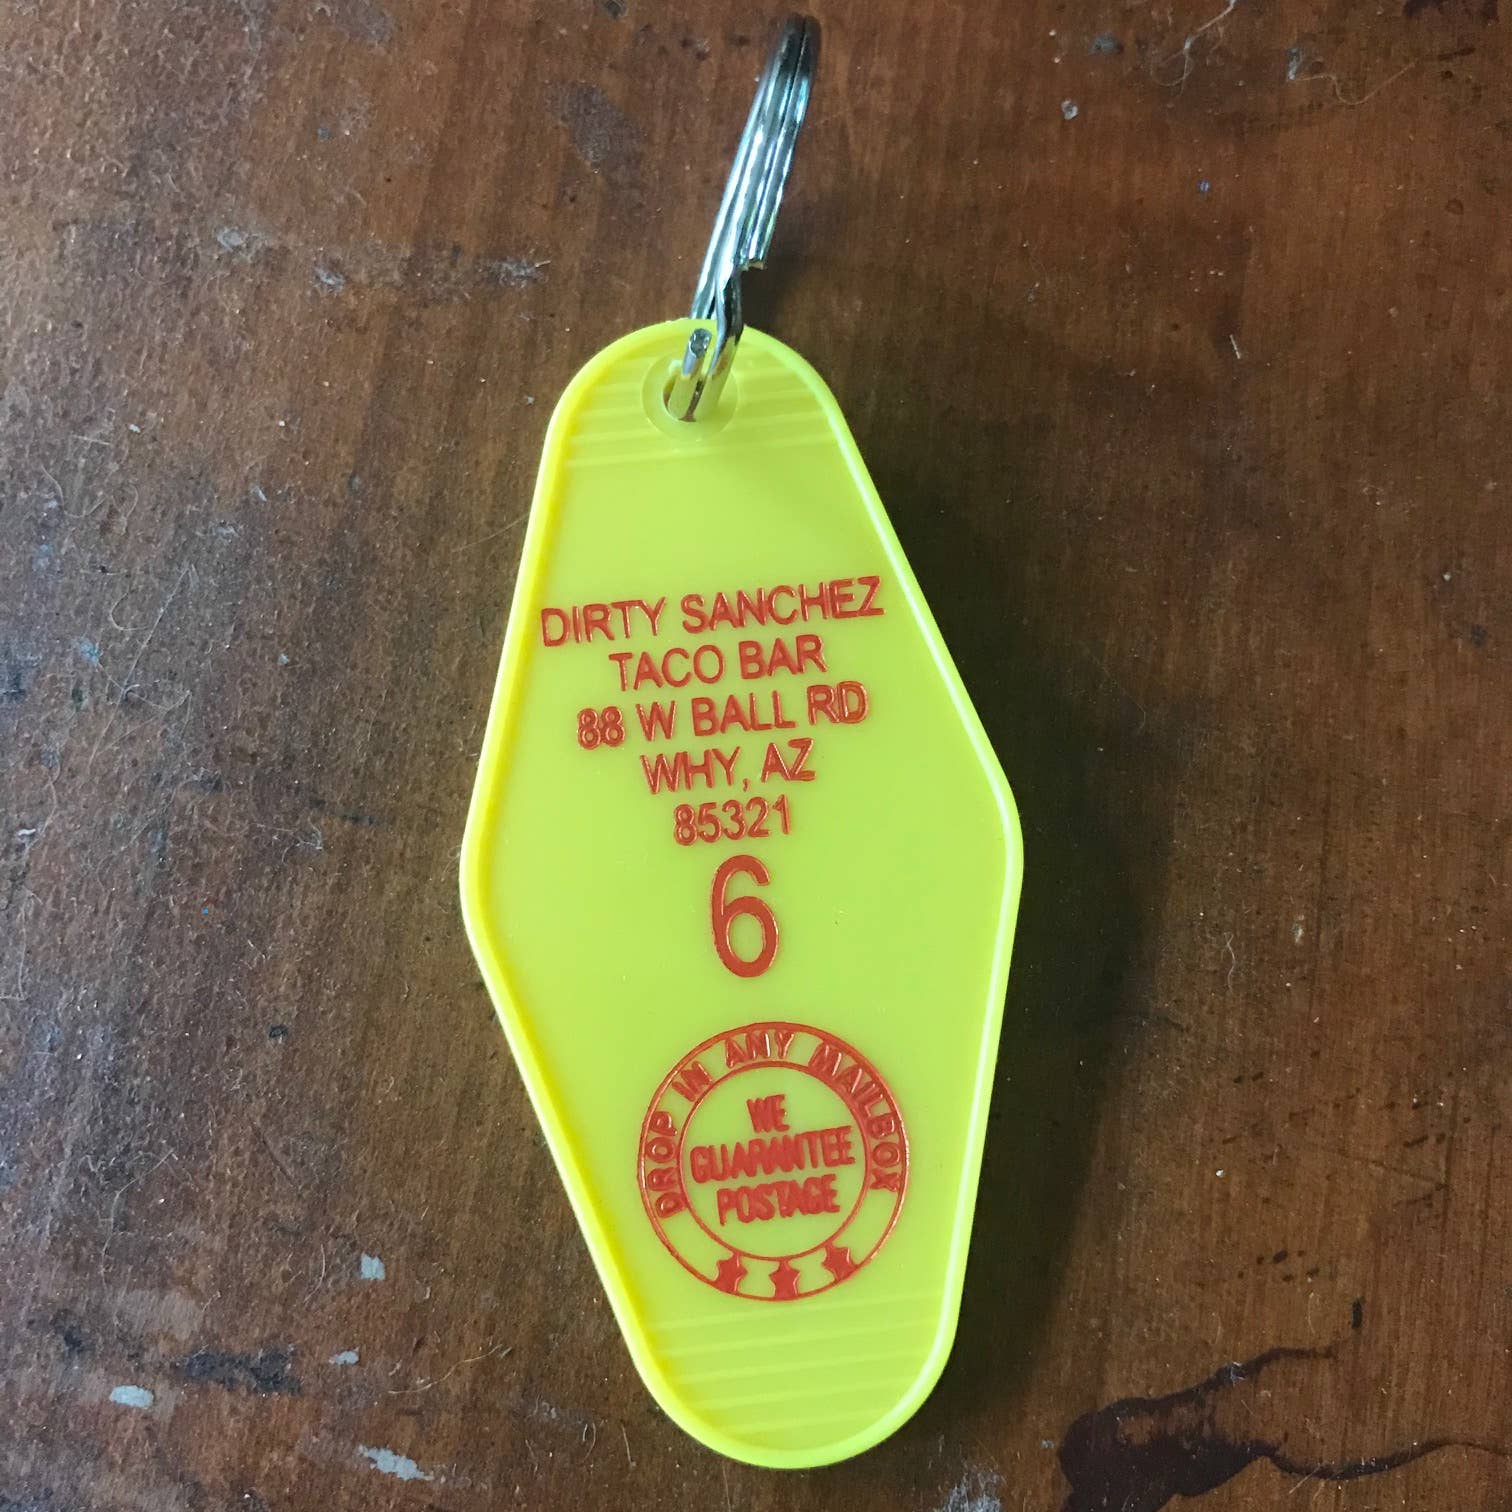 DIRTY SANCHEZ
TACO BAR
88 W BALL RD
WHY, AZ
85321
6
DROP IN ANY MAILBOX
WE
GUARANTEE
POSTAGE